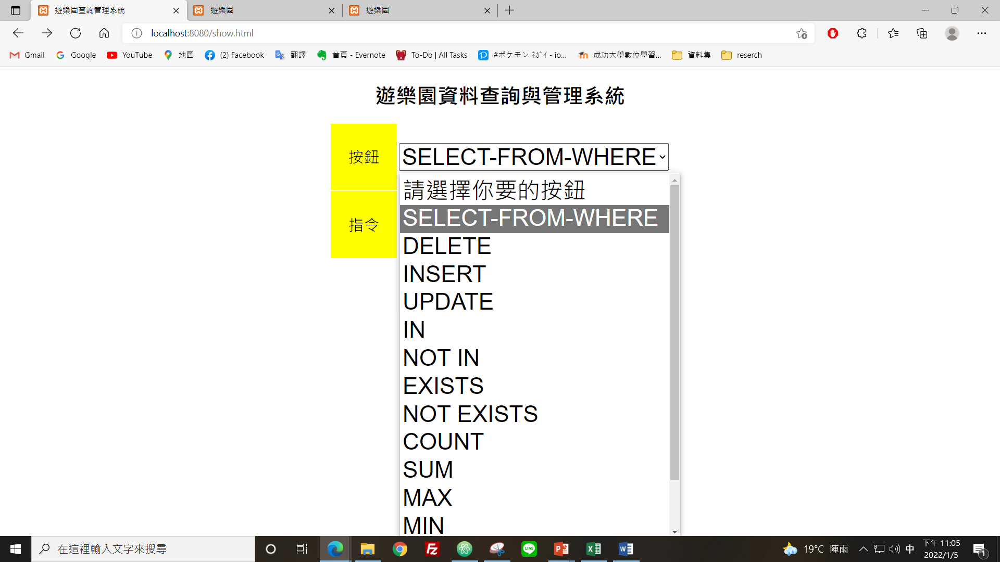 遊樂園查詢管理系統
遊樂園
遊樂園
localhost:8080/show.html
Gmail
Google
YouTube
地圖
(2) Facebook
翻譯
首頁 - Evernote
To-Do | All Tasks
#ポケモン ﾈｶﾞｲ - io...
成功大學數位學習...
資料集
reserch
遊樂園資料查詢與管理系統
按鈕
SELECT-FROM-WHERE
請選擇你要的按鈕
SELECT-FROM-WHERE
指令
DELETE
INSERT
UPDATE
IN
NOT IN
EXISTS
NOT EXISTS
COUNT
SUM
MAX
MIN
在這裡輸入文字來搜尋
19°C 陣雨
中
下午 11:05
2022/1/5
1